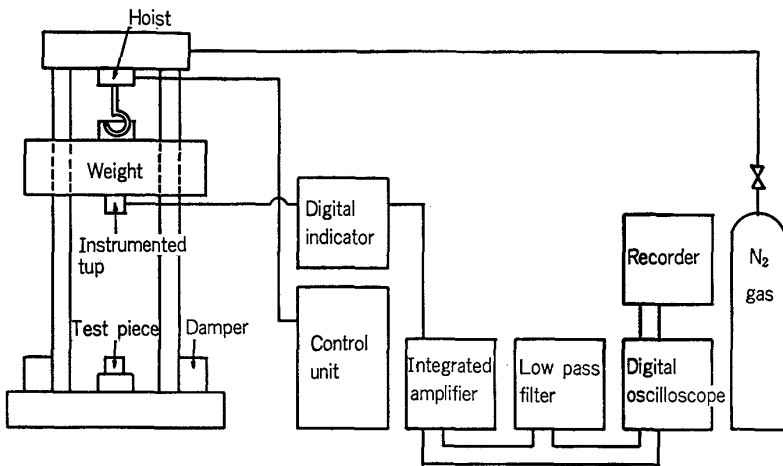 Hoist
Weight
Instrumented
tup
Test piece
Damper
Digital
indicator
Control
unit
Integrated
amplifier
Low pass
filter
Recorder
Digital
oscilloscope
N₂
gas